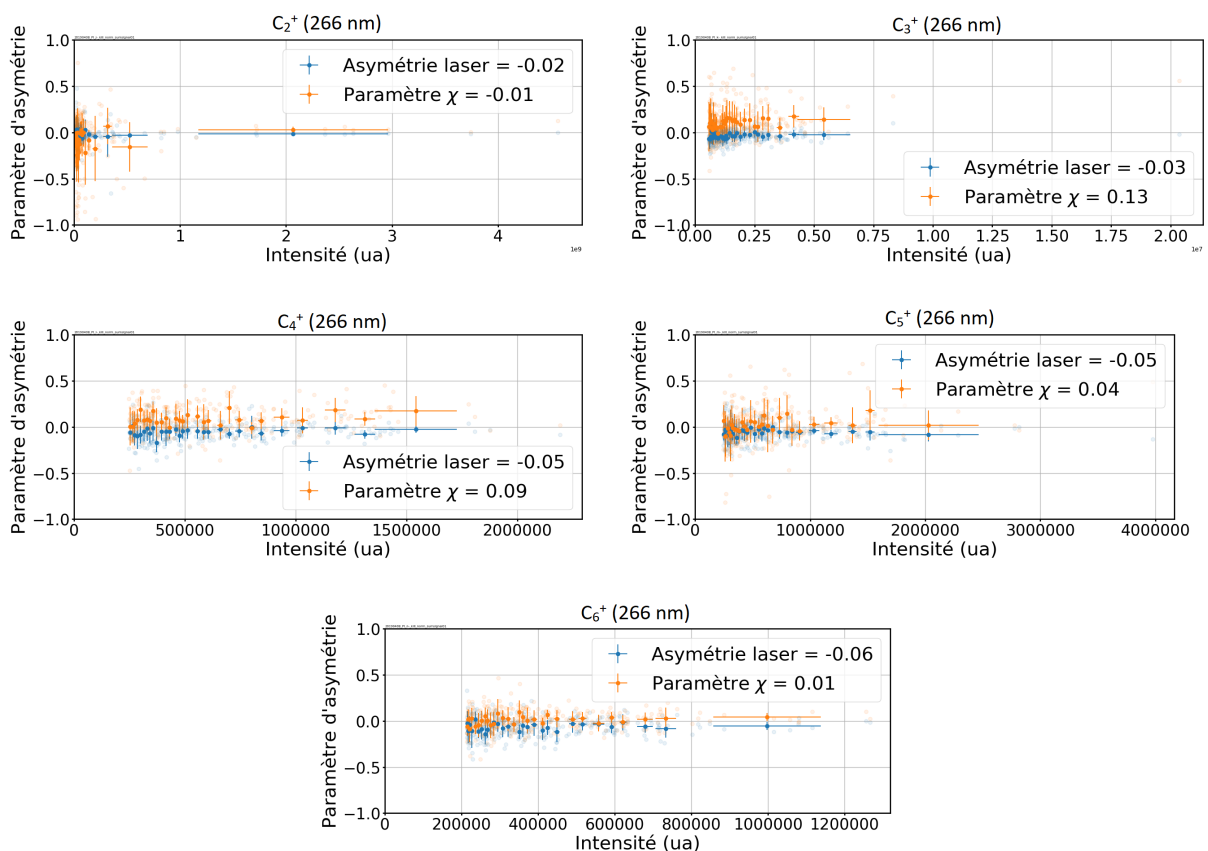 C₂⁺ (266 nm)
Paramètre d'asymétrie
1.0
0.5
0.0
−0.5
−1.0
Asymétrie laser = -0.02
Paramètre χ = -0.01
0 1 2 3 4
Intensité (ua)
1e9
C₃⁺ (266 nm)
Paramètre d'asymétrie
1.0
0.5
0.0
−0.5
−1.0
Asymétrie laser = -0.03
Paramètre χ = 0.13
0.00 0.25 0.50 0.75 1.00 1.25 1.50 1.75 2.00
Intensité (ua)
1e7
C₄⁺ (266 nm)
Paramètre d'asymétrie
1.0
0.5
0.0
−0.5
−1.0
Asymétrie laser = -0.05
Paramètre χ = 0.09
0 500000 1000000 1500000 2000000
Intensité (ua)
C₅⁺ (266 nm)
Paramètre d'asymétrie
1.0
0.5
0.0
−0.5
−1.0
Asymétrie laser = -0.05
Paramètre χ = 0.04
0 1000000 2000000 3000000 4000000
Intensité (ua)
C₆⁺ (266 nm)
Paramètre d'asymétrie
1.0
0.5
0.0
−0.5
−1.0
Asymétrie laser = -0.06
Paramètre χ = 0.01
0 200000 400000 600000 800000 1000000 1200000
Intensité (ua)